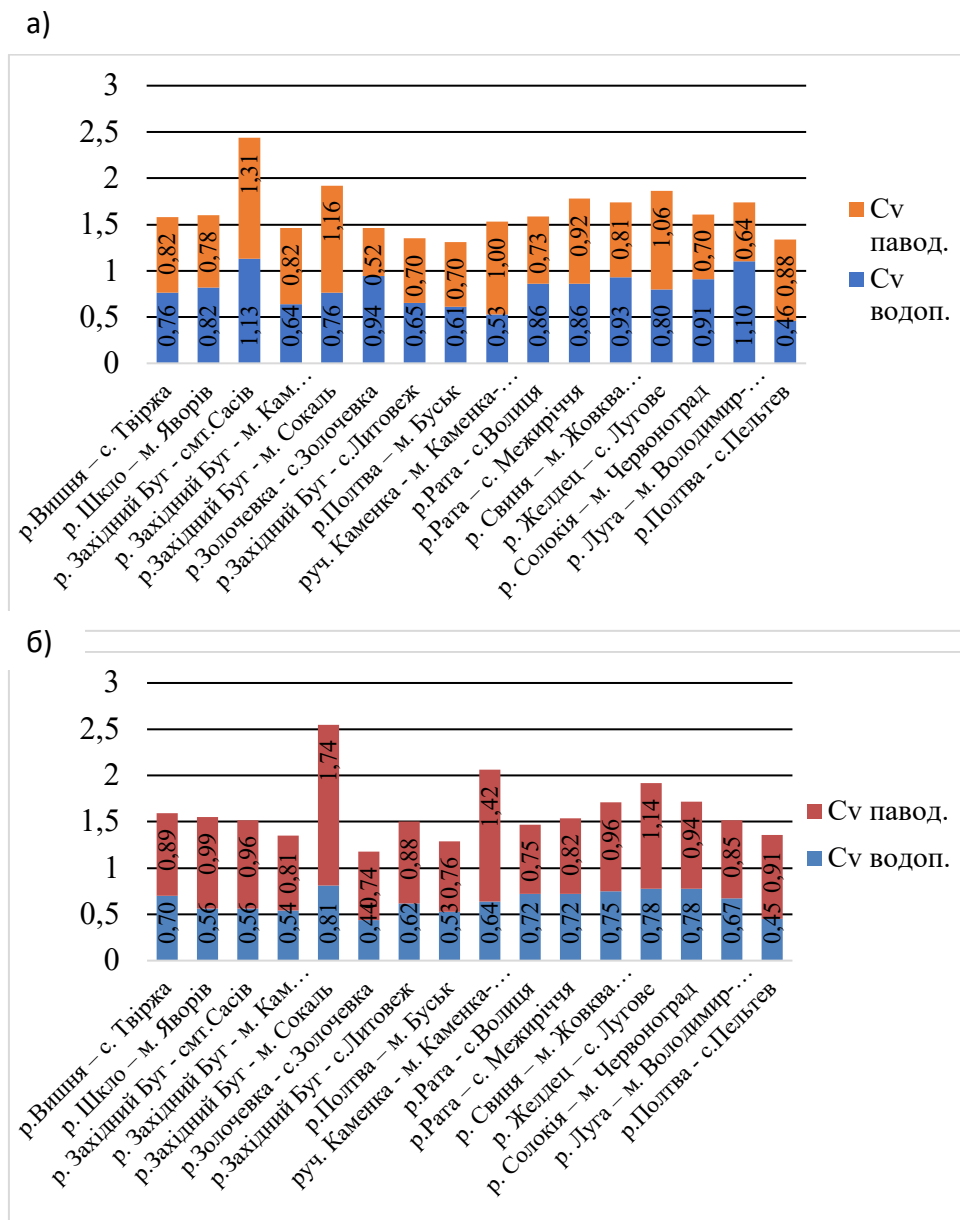 а)
3
2,5
2
1,5
1
0,5
0
0,82 0,78 1,31 0,82 1,16 0,52 0,70 0,70 1,00 0,73 0,92 0,81 1,06 0,70 0,64 0,88
0,76 0,82 1,13 0,64 0,76 0,94 0,65 0,61 0,53 0,86 0,86 0,93 0,80 0,91 1,10 0,46
Cv
павод.
Cv
водоп.
р.Вишня – с. Твіржа
р. Шкло – м. Яворів
р. Західний Буг - смт.Сасів
р. Західний Буг - м. Кам…
р.Західний Буг - м. Сокаль
р.Золочевка - с.Золочевка
р.Західний Буг - с.Литовеж
р.Полтва – м. Буськ
руч. Каменка - м. Каменка-…
р.Рата - с.Волиця
р.Рата – с. Межиріччя
р. Свиня – м. Жовква…
р. Желдец – с. Лугове
р. Солокія – м. Червоноград
р. Луга – м. Володимир-…
р.Полтва - с.Пельтев
б)
3
2,5
2
1,5
1
0,5
0
0,89 0,99 0,96 0,81 1,74 0,74 0,88 0,76 1,42 0,75 0,82 0,96 1,14 0,94 0,85 0,91
0,70 0,56 0,56 0,54 0,81 0,44 0,62 0,53 0,64 0,72 0,72 0,75 0,78 0,78 0,67 0,45
Cv павод.
Cv водоп.
р.Вишня – с. Твіржа
р. Шкло – м. Яворів
р. Західний Буг - смт.Сасів
р. Західний Буг - м. Кам…
р.Західний Буг - м. Сокаль
р.Золочевка - с.Золочевка
р.Західний Буг - с.Литовеж
р.Полтва – м. Буськ
руч. Каменка - м. Каменка-…
р.Рата - с.Волиця
р.Рата – с. Межиріччя
р. Свиня – м. Жовква…
р. Желдец – с. Лугове
р. Солокія – м. Червоноград
р. Луга – м. Володимир-…
р.Полтва - с.Пельтев